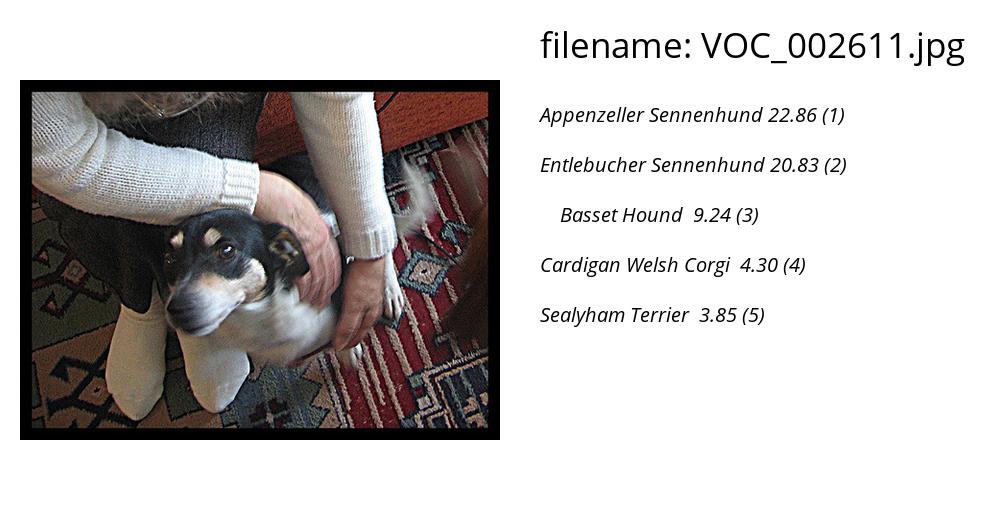 filename: VOC_002611.jpg
Appenzeller Sennenhund 22.86 (1)
Entlebucher Sennenhund 20.83 (2)
Basset Hound 9.24 (3)
Cardigan Welsh Corgi 4.30 (4)
Sealyham Terrier 3.85 (5)